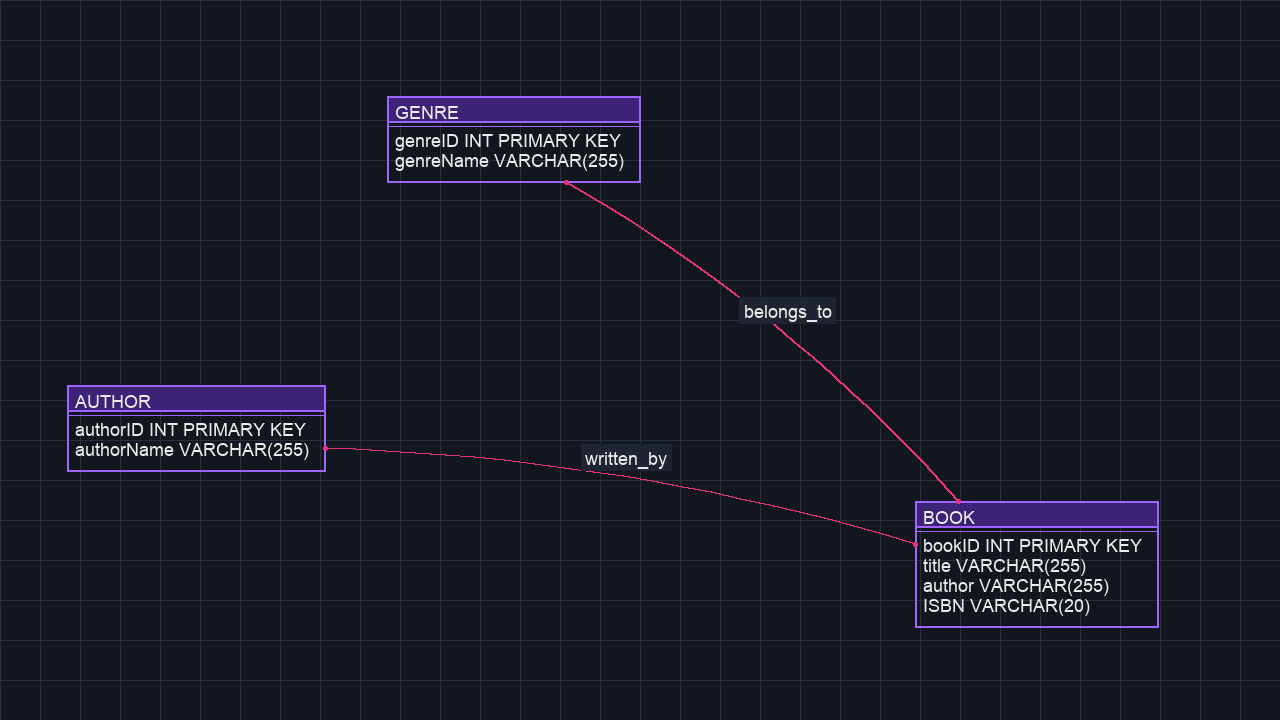 GENRE
genreID INT PRIMARY KEY
genreName VARCHAR(255)
belongs_to
AUTHOR
authorID INT PRIMARY KEY
authorName VARCHAR(255)
written_by
BOOK
bookID INT PRIMARY KEY
title VARCHAR(255)
author VARCHAR(255)
ISBN VARCHAR(20)